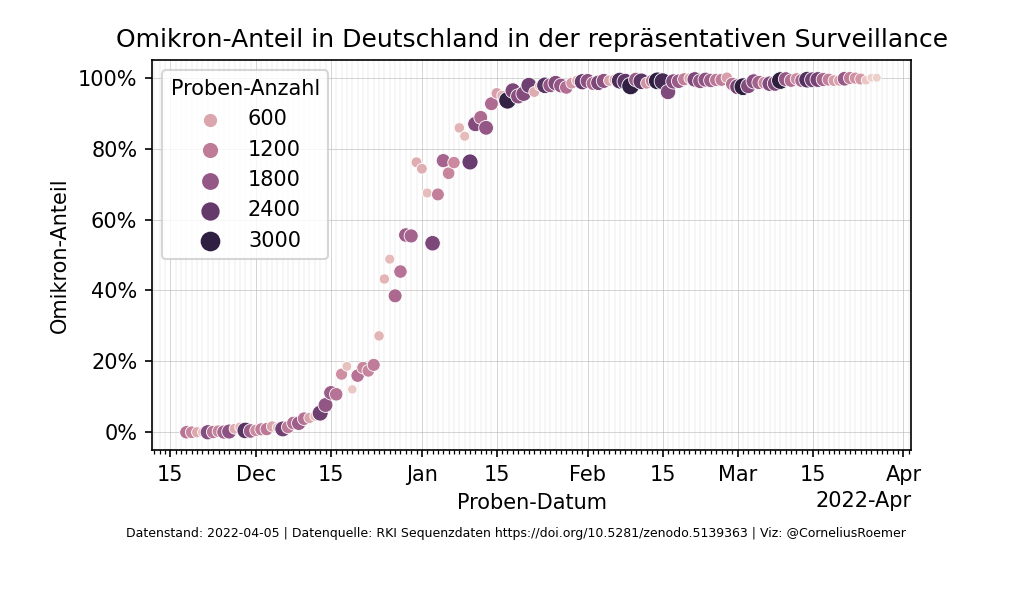 Omikron-Anteil in Deutschland in der repräsentativen Surveillance
Omikron-Anteil
100%
80%
60%
40%
20%
0%
Proben-Anzahl
600
1200
1800
2400
3000
15 Dec 15 Jan 15 Feb 15 Mar 15 Apr
Proben-Datum
2022-Apr
Datenstand: 2022-04-05 | Datenquelle: RKI Sequenzdaten https://doi.org/10.5281/zenodo.5139363 | Viz: @CorneliusRoemer